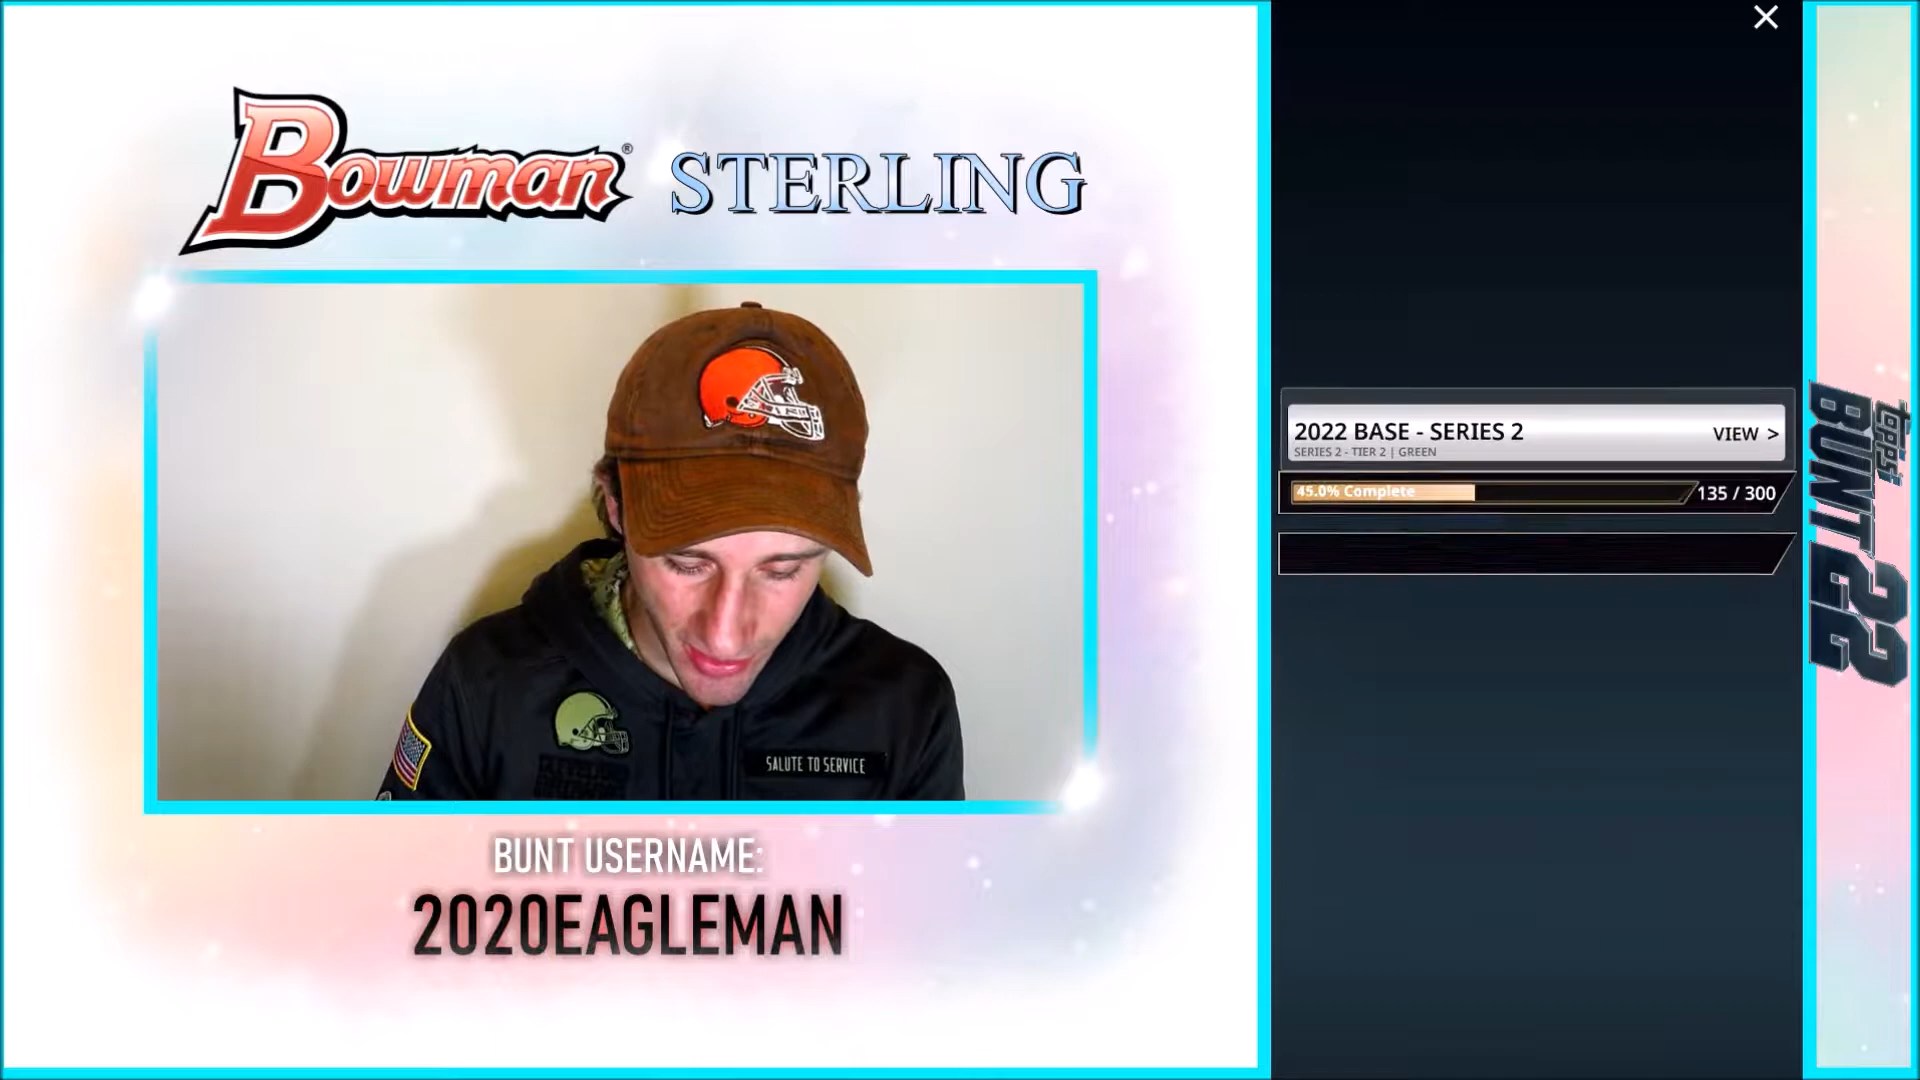 Bowman®
STERLING
SALUTE TO SERVICE
BUNT USERNAME:
2020EAGLEMAN
2022 BASE - SERIES 2
VIEW >
SERIES 2 - TIER 2 | GREEN
45.0% Complete
135 / 300
topps
BUNT 22